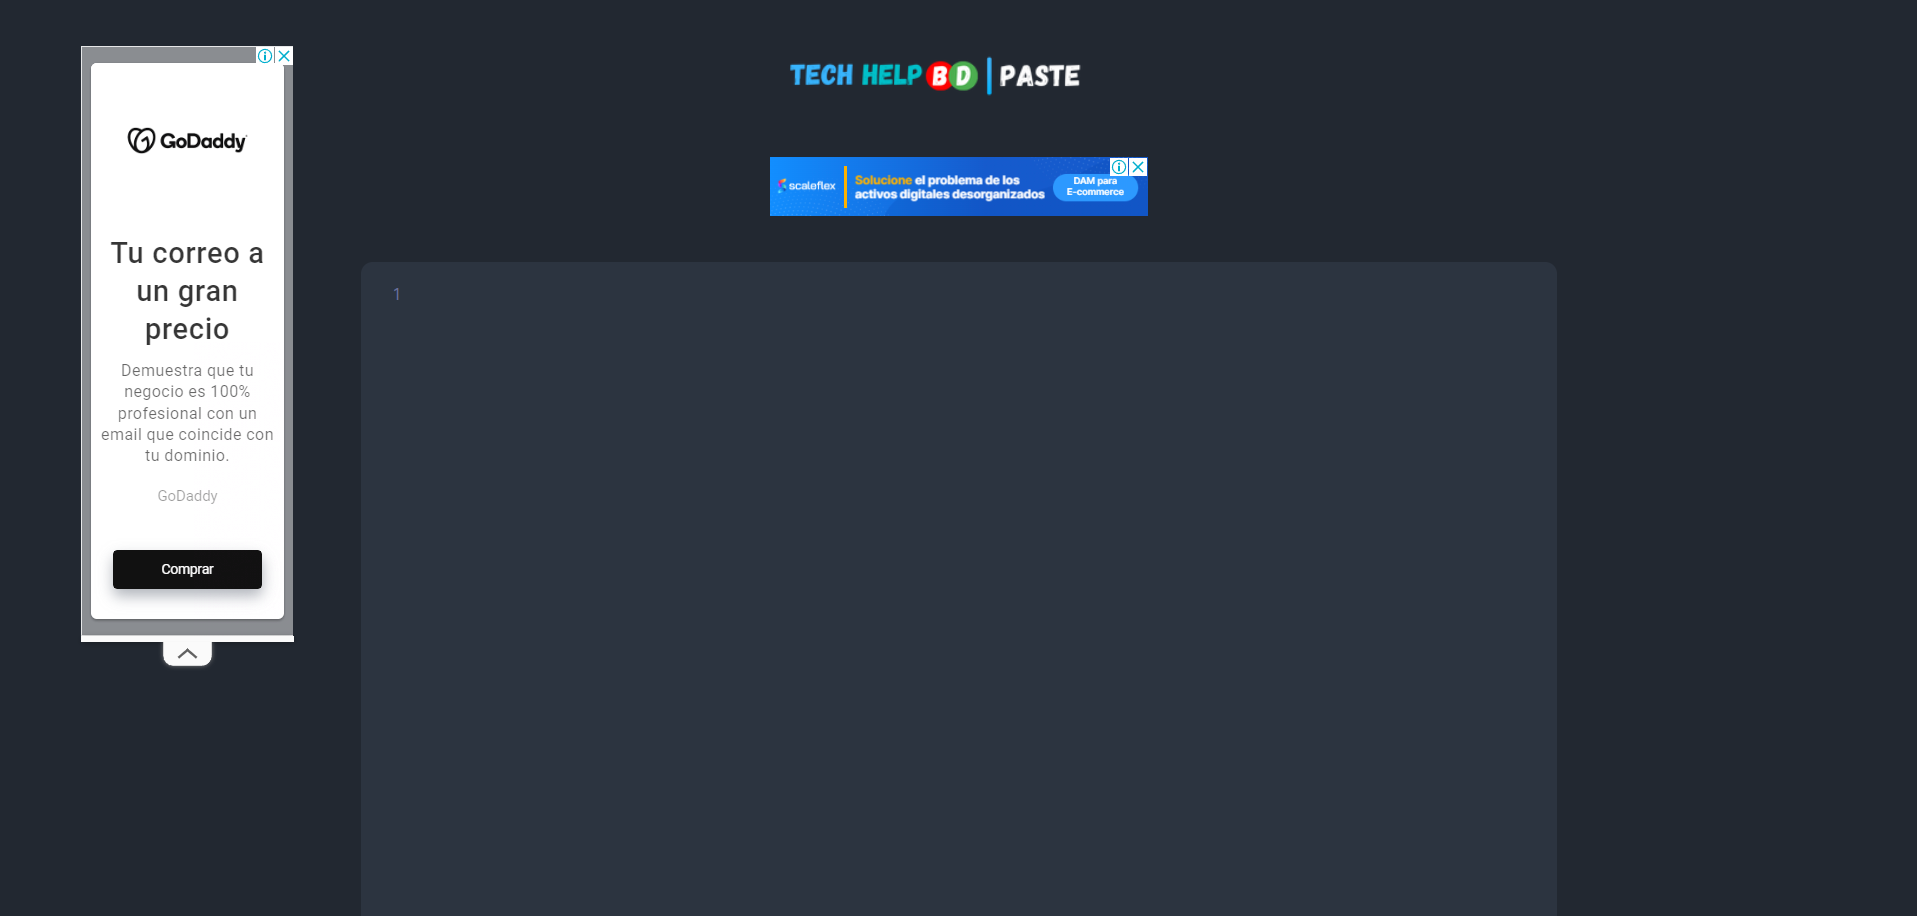 TECH HELP BD | PASTE
GoDaddy
Tu correo a
un gran
precio
Demuestra que tu
negocio es 100%
profesional con un
email que coincide con
tu dominio.
GoDaddy
Comprar
scaleflex
Solucione el problema de los
activos digitales desorganizados
DAM para
E-commerce
1